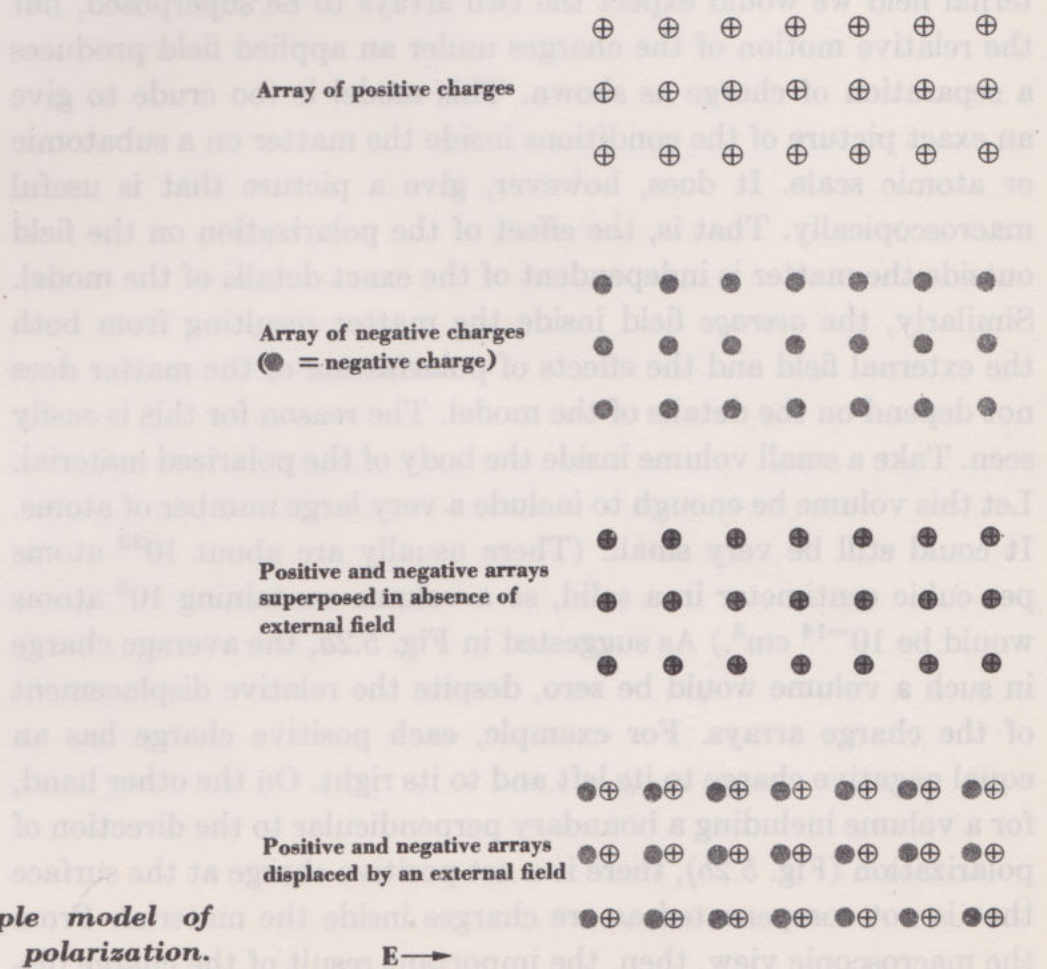 Array of positive charges
Array of negative charges
(● = negative charge)
Positive and negative arrays
superposed in absence of
external field
Positive and negative arrays
displaced by an external field
ple model of
polarization.
E→